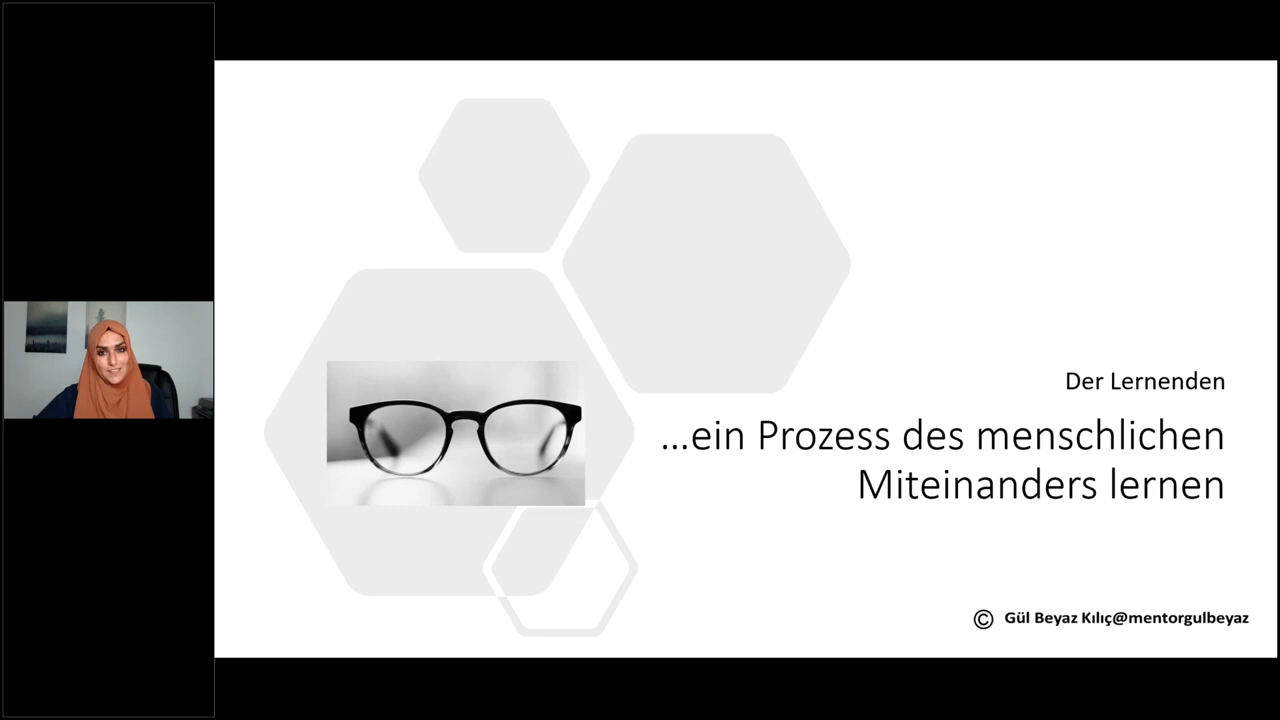 Der Lernenden
...ein Prozess des menschlichen
Miteinanders lernen
© Gül Beyaz Kılıç@mentorgulbeyaz